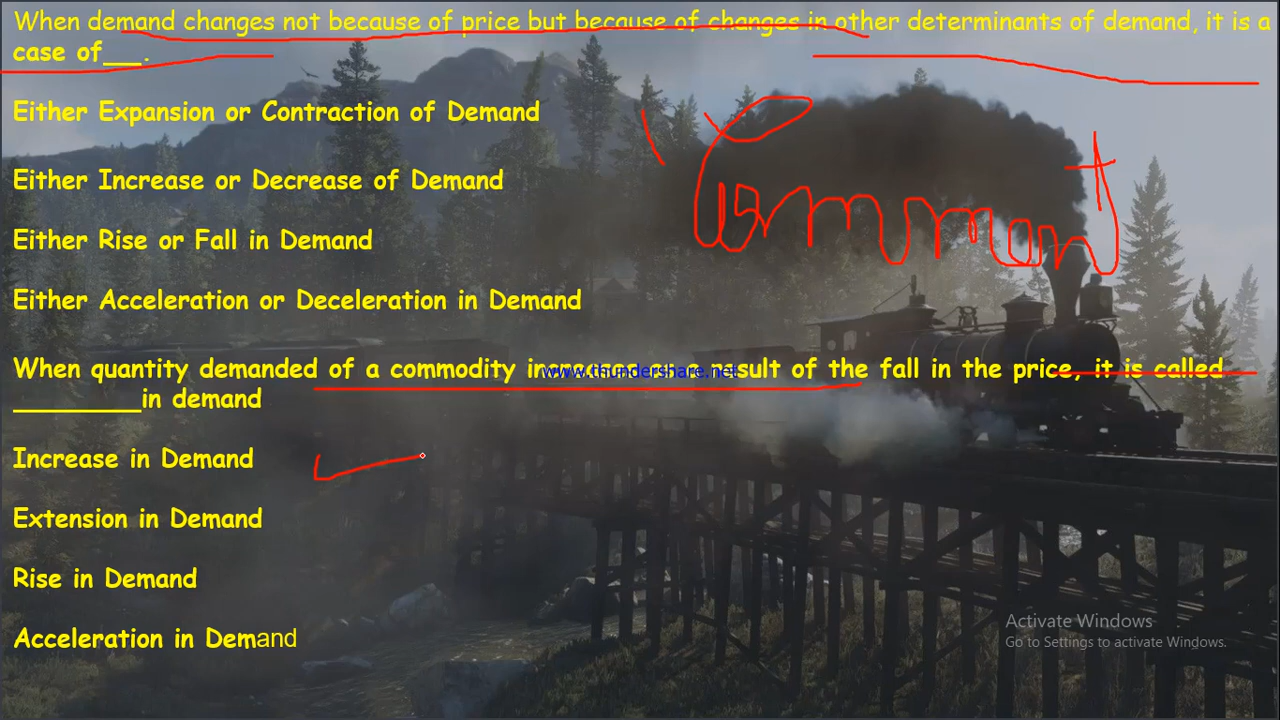 When demand changes not because of price but because of changes in other determinants of demand, it is a
case of__.
Either Expansion or Contraction of Demand
Either Increase or Decrease of Demand
Comment
Either Rise or Fall in Demand
Either Acceleration or Deceleration in Demand
When quantity demanded of a commodity increases as a result of the fall in the price, it is called
www.thundershare.net
________in demand
Increase in Demand
Extension in Demand
Rise in Demand
Acceleration in Demand
Activate Windows
Go to Settings to activate Windows.